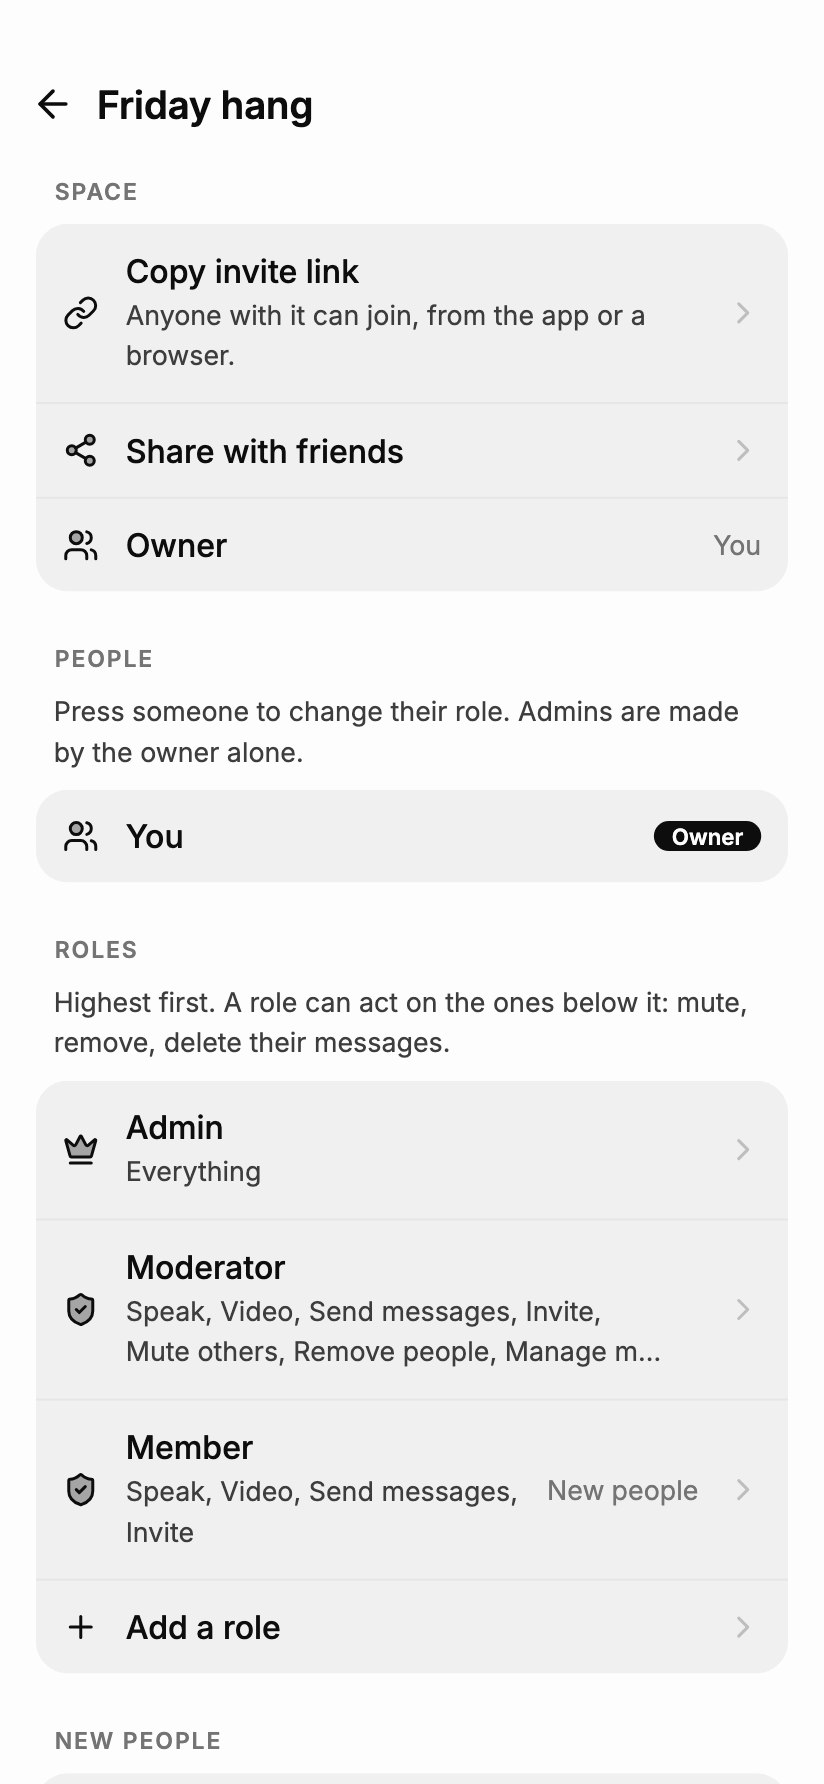 Friday hang
SPACE
Copy invite link
Anyone with it can join, from the app or a
browser.
Share with friends
Owner
You
PEOPLE
Press someone to change their role. Admins are made
by the owner alone.
You
Owner
ROLES
Highest first. A role can act on the ones below it: mute,
remove, delete their messages.
Admin
Everything
Moderator
Speak, Video, Send messages, Invite,
Mute others, Remove people, Manage m...
Member
Speak, Video, Send messages,
Invite
New people
Add a role
NEW PEOPLE